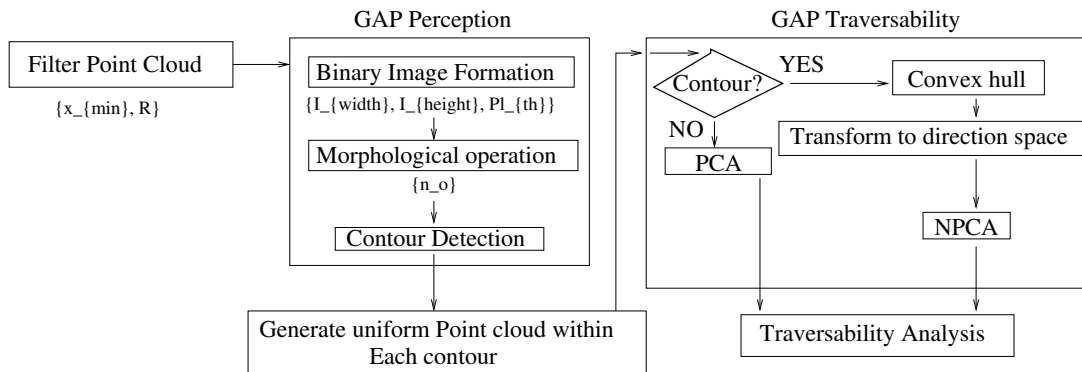 GAP Perception
GAP Traversability
Filter Point Cloud
{x_{min}, R}
Binary Image Formation
{I_{width}, I_{height}, Pl_{th}}
Morphological operation
{n_o}
Contour Detection
Generate uniform Point cloud within
Each contour
Contour?
YES
NO
Convex hull
Transform to direction space
PCA
NPCA
Traversability Analysis